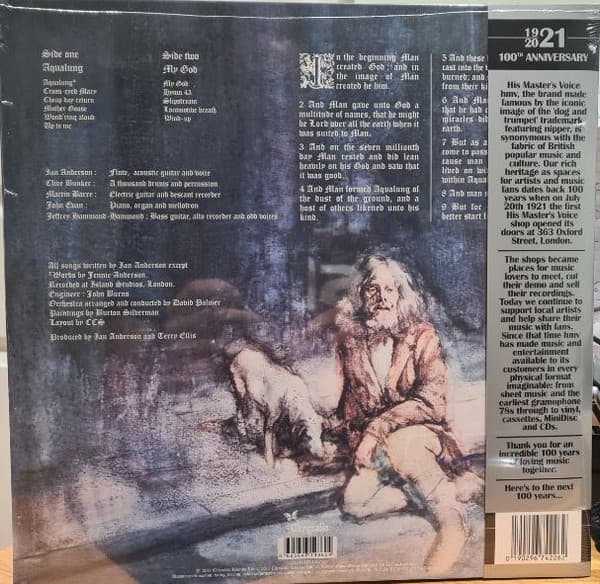 Side one
Aqualung
Aqualung*
Cross-eyed Mary
Cheap day return
Mother Goose
Wond'ring aloud
Up to me
Side two
My God
My God
Hymn 43
Slipstream
Locomotive breath
Wind-up
Ian Anderson : Flute, acoustic guitar and voice
Clive Bunker : A thousand drums and percussion
Martin Barre : Electric guitar and descant recorder
John Evan : Piano, organ and mellotron
Jeffrey Hammond-Hammond : Bass guitar, alto recorder and odd voices
All songs written by Ian Anderson except
*Words by Jennie Anderson.
Recorded at Island Studios, London.
Engineer : John Burns
Orchestra arranged and conducted by David Palmer
Paintings by Burton Silverman
Layout by CCS
Produced by Ian Anderson and Terry Ellis
In the beginning Man
created God ; and in
the image of Man
created he him.
2 And Man gave unto God a
multitude of names, that he might
be Lord over all the earth when it
was suited to Man.
3 And on the seven millionth
day Man rested and did lean
heavily on his God and saw that
it was good.
4 And Man formed Aqualung of
the dust of the ground, and a
host of others likened unto his
kind.
5 And these
cast into the
burned; and
from their
6 And Man
that he had
miracles did
earth.
7 But as
come to pass
cause man
lived on with
within Aqua
8 And man
9 But for
better start l
Chrysalis
1920 21
100TH ANNIVERSARY
His Master's Voice
hmv, the brand made
famous by the iconic
image of the 'dog and
trumpet' trademark
featuring nipper, is
synonymous with the
fabric of British
popular music and
culture. Our rich
heritage as spaces
for artists and music
fans dates back 100
years when on July
20th 1921 the first
His Master's Voice
shop opened its
doors at 363 Oxford
Street, London.
The shops became
places for music
lovers to meet, cut
their demo and sell
their recordings.
Today we continue to
support local artists
and help share their
music with fans.
Since that time hmv
has made music and
entertainment
available to its
customers in every
physical format
imaginable: from
sheet music and the
earliest gramophone
78s through to vinyl,
cassettes, MiniDisc
and CDs.
Thank you for an
incredible 100 years
of loving music
together.
Here's to the next
100 years...
0 190296 742262